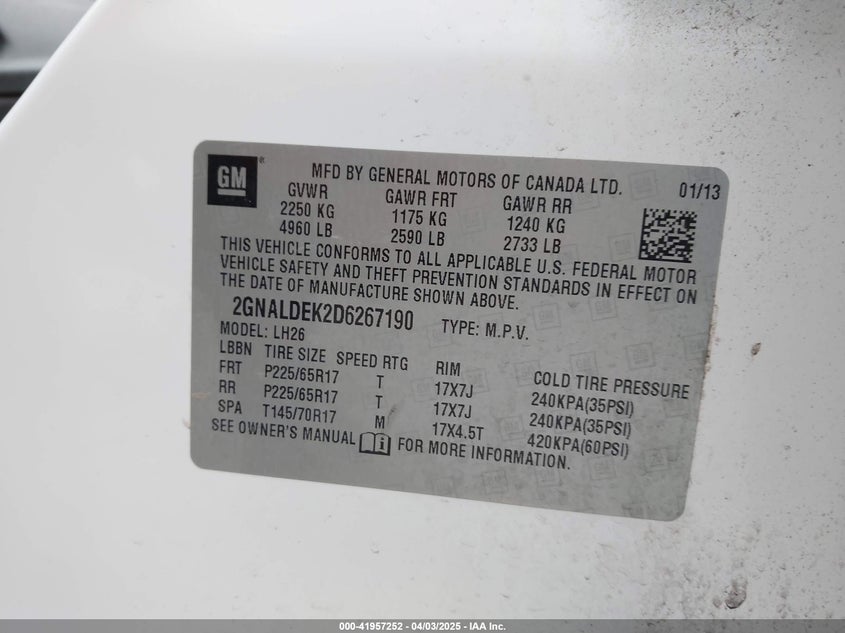 GM ®
MFD BY GENERAL MOTORS OF CANADA LTD. 01/13
GVWR GAWR FRT GAWR RR
2250 KG 1175 KG 1240 KG
4960 LB 2590 LB 2733 LB
THIS VEHICLE CONFORMS TO ALL APPLICABLE U.S. FEDERAL MOTOR
VEHICLE SAFETY AND THEFT PREVENTION STANDARDS IN EFFECT ON
THE DATE OF MANUFACTURE SHOWN ABOVE.
2GNALDEK2D6267190 TYPE: M.P.V.
MODEL: LH26
LBBN TIRE SIZE SPEED RTG RIM COLD TIRE PRESSURE
FRT P225/65R17 T 17X7J 240KPA(35PSI)
RR P225/65R17 T 17X7J 240KPA(35PSI)
SPA T145/70R17 M 17X4.5T 420KPA(60PSI)
SEE OWNER'S MANUAL i FOR MORE INFORMATION.
000-41957252 - 04/03/2025 - IAA Inc.